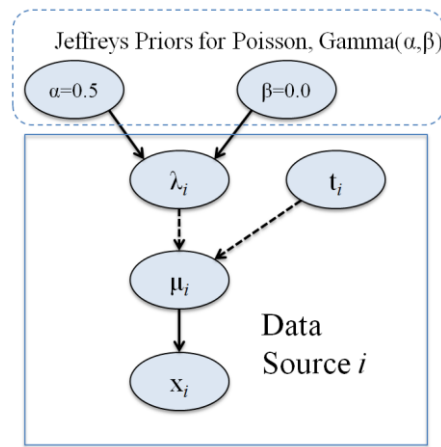 Jeffreys Priors for Poisson, Gamma(α,β)
α=0.5
β=0.0
λi
ti
μi
Data
Source i
xi